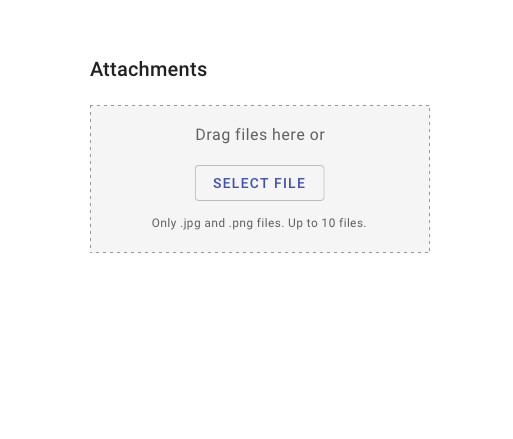 Attachments
Drag files here or
SELECT FILE
Only .jpg and .png files. Up to 10 files.